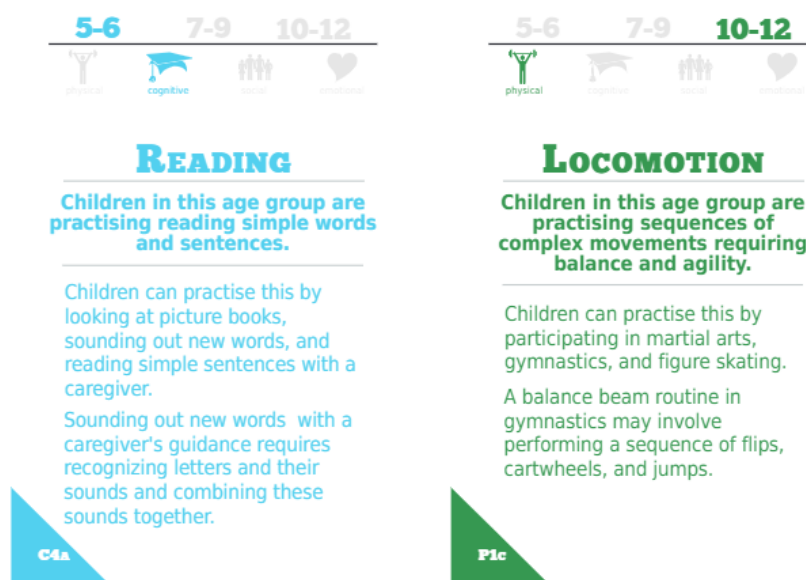 5-6 7-9 10-12
physical cognitive social emotional
READING
Children in this age group are
practising reading simple words
and sentences.
Children can practise this by
looking at picture books,
sounding out new words, and
reading simple sentences with a
caregiver.
Sounding out new words with a
caregiver's guidance requires
recognizing letters and their
sounds and combining these
sounds together.
C4A
5-6 7-9 10-12
physical cognitive social emotional
LOCOMOTION
Children in this age group are
practising sequences of
complex movements requiring
balance and agility.
Children can practise this by
participating in martial arts,
gymnastics, and figure skating.
A balance beam routine in
gymnastics may involve
performing a sequence of flips,
cartwheels, and jumps.
P1C